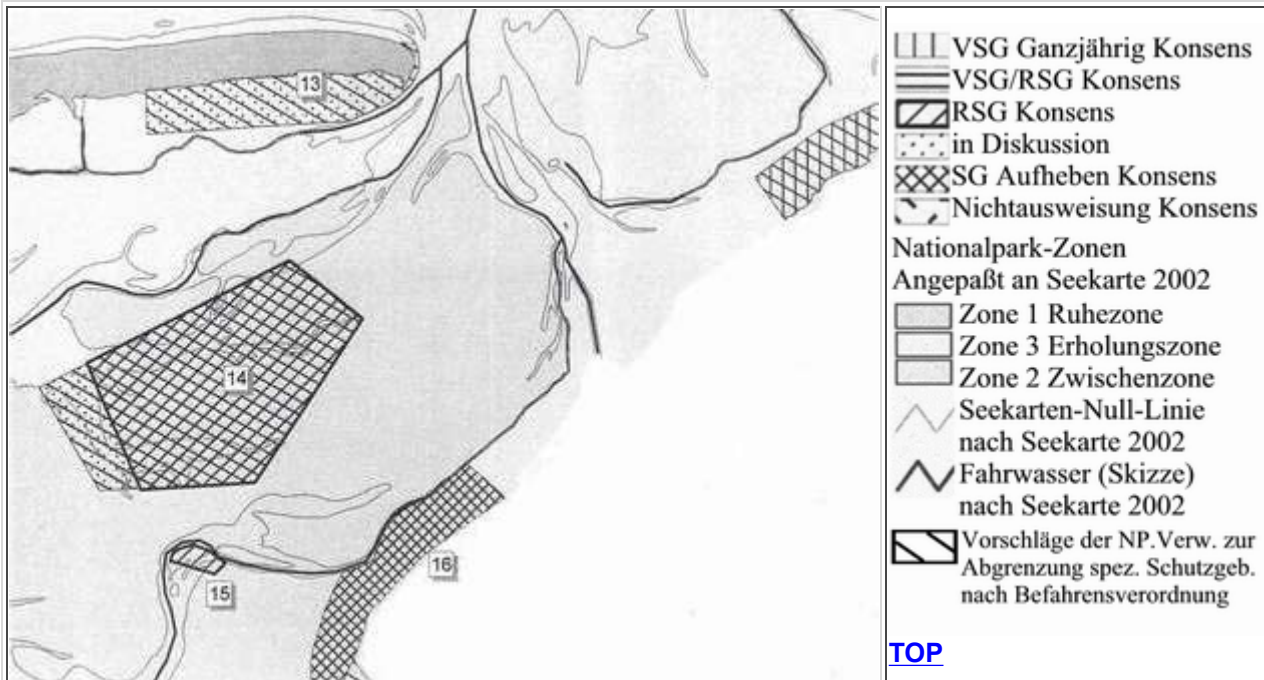 13
14
15
16
VSG Ganzjährig Konsens
VSG/RSG Konsens
RSG Konsens
in Diskussion
SG Aufheben Konsens
Nichtausweisung Konsens
Nationalpark-Zonen
Angepaßt an Seekarte 2002
Zone 1 Ruhezone
Zone 3 Erholungszone
Zone 2 Zwischenzone
Seekarten-Null-Linie
nach Seekarte 2002
Fahrwasser (Skizze)
nach Seekarte 2002
Vorschläge der NP.Verw. zur
Abgrenzung spez. Schutzgeb.
nach Befahrensverordnung
TOP